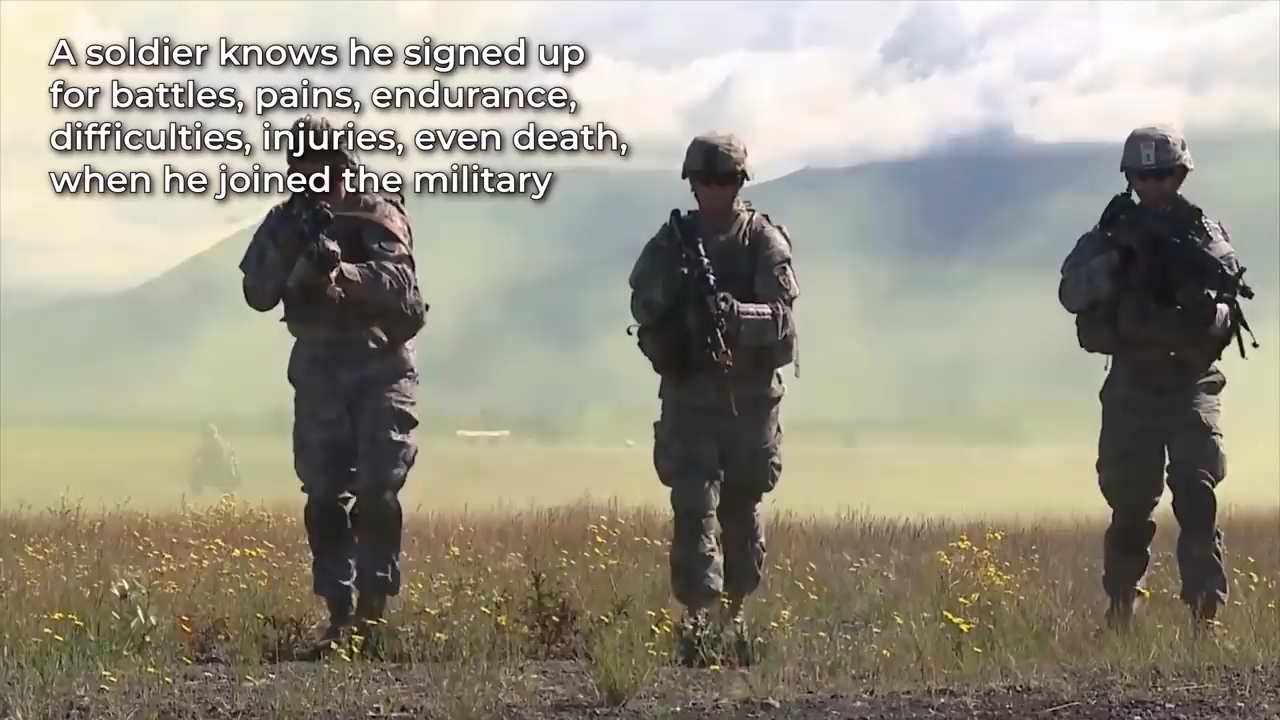 A soldier knows he signed up
for battles, pains, endurance,
difficulties, injuries, even death,
when he joined the military